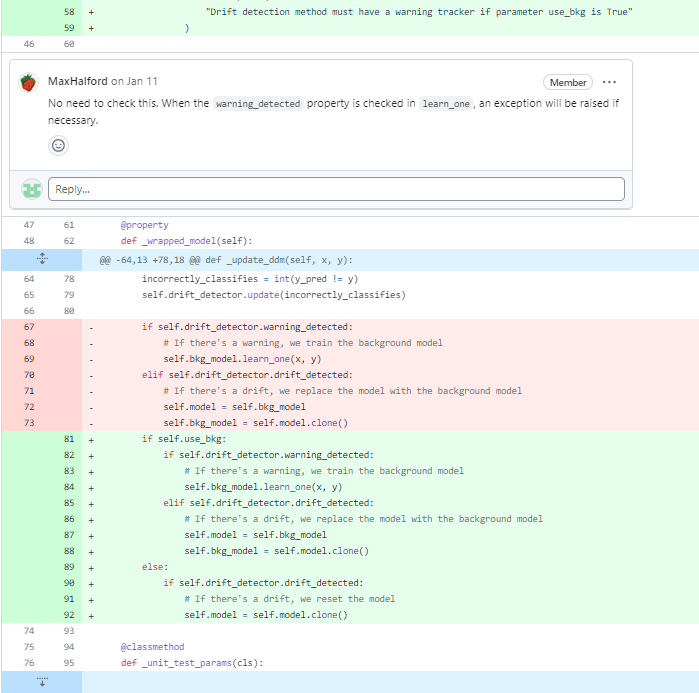 58 + "Drift detection method must have a warning tracker if parameter use_bkg is True"
59 + )
46 60
MaxHalford on Jan 11 Member ...
No need to check this. When the warning_detected property is checked in learn_one, an exception will be raised if
necessary.
Reply...
47 61 @property
48 62 def _wrapped_model(self):
@@ -64,13 +78,18 @@ def _update_ddm(self, x, y):
64 78 incorrectly_classifies = int(y_pred != y)
65 79 self.drift_detector.update(incorrectly_classifies)
66 80
67 - if self.drift_detector.warning_detected:
68 - # If there's a warning, we train the background model
69 - self.bkg_model.learn_one(x, y)
70 - elif self.drift_detector.drift_detected:
71 - # If there's a drift, we replace the model with the background model
72 - self.model = self.bkg_model
73 - self.bkg_model = self.model.clone()
81 + if self.use_bkg:
82 + if self.drift_detector.warning_detected:
83 + # If there's a warning, we train the background model
84 + self.bkg_model.learn_one(x, y)
85 + elif self.drift_detector.drift_detected:
86 + # If there's a drift, we replace the model with the background model
87 + self.model = self.bkg_model
88 + self.bkg_model = self.model.clone()
89 + else:
90 + if self.drift_detector.drift_detected:
91 + # If there's a drift, we reset the model
92 + self.model = self.model.clone()
74 93
75 94 @classmethod
76 95 def _unit_test_params(cls):